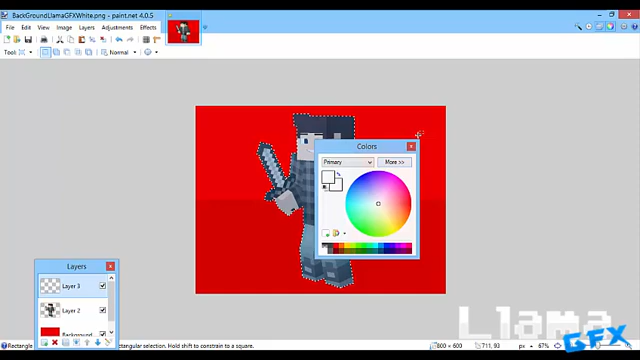 BackGroundLlamaGFXWhite.png - paint.net 4.0.5
File Edit View Image Layers Adjustments Effects
Tool: Normal
Colors
Primary More >>
Layers
Layer 3
Layer 2
Background
Rectangle rectangular selection. Hold shift to constrain to a square. 800 × 600 711, 93 px 67%
Llama
GFX